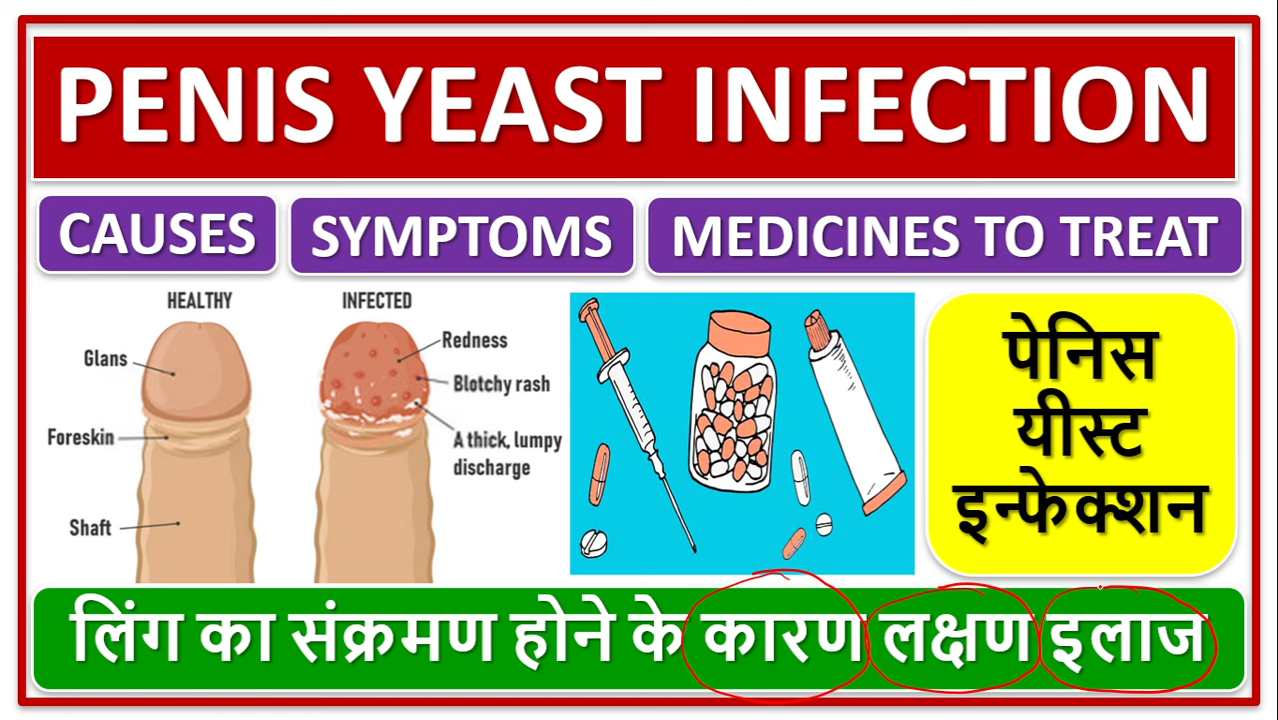 PENIS YEAST INFECTION
CAUSES
SYMPTOMS
MEDICINES TO TREAT
HEALTHY
Glans
Foreskin
Shaft
INFECTED
Redness
Blotchy rash
A thick, lumpy
discharge
पेनिस
यीस्ट
इन्फेक्शन
लिंग का संक्रमण होने के कारण लक्षण इलाज